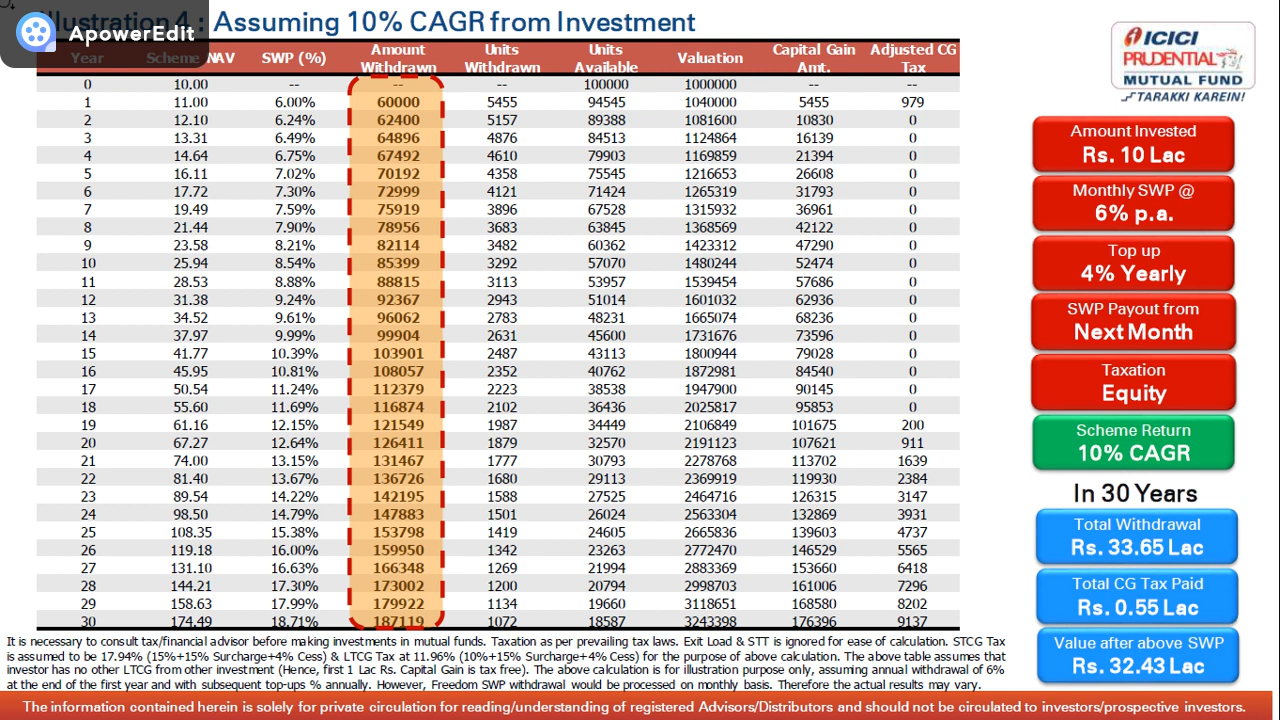 Illustration 4 : Assuming 10% CAGR from Investment
ApowerEdit
Year Scheme NAV SWP (%) Amount Withdrawn Units Withdrawn Units Available Valuation Capital Gain Amt. Adjusted CG Tax
0 10.00 -- -- -- 100000 1000000 -- --
1 11.00 6.00% 60000 5455 94545 1040000 5455 979
2 12.10 6.24% 62400 5157 89388 1081600 10830 0
3 13.31 6.49% 64896 4876 84513 1124864 16139 0
4 14.64 6.75% 67492 4610 79903 1169859 21394 0
5 16.11 7.02% 70192 4358 75545 1216653 26608 0
6 17.72 7.30% 72999 4121 71424 1265319 31793 0
7 19.49 7.59% 75919 3896 67528 1315932 36961 0
8 21.44 7.90% 78956 3683 63845 1368569 42122 0
9 23.58 8.21% 82114 3482 60362 1423312 47290 0
10 25.94 8.54% 85399 3292 57070 1480244 52474 0
11 28.53 8.88% 88815 3113 53957 1539454 57686 0
12 31.38 9.24% 92367 2943 51014 1601032 62936 0
13 34.52 9.61% 96062 2783 48231 1665074 68236 0
14 37.97 9.99% 99904 2631 45600 1731676 73596 0
15 41.77 10.39% 103901 2487 43113 1800944 79028 0
16 45.95 10.81% 108057 2352 40762 1872981 84540 0
17 50.54 11.24% 112379 2223 38538 1947900 90145 0
18 55.60 11.69% 116874 2102 36436 2025817 95853 0
19 61.16 12.15% 121549 1987 34449 2106849 101675 200
20 67.27 12.64% 126411 1879 32570 2191123 107621 911
21 74.00 13.15% 131467 1777 30793 2278768 113702 1639
22 81.40 13.67% 136726 1680 29113 2369919 119930 2384
23 89.54 14.22% 142195 1588 27525 2464716 126315 3147
24 98.50 14.79% 147883 1501 26024 2563304 132869 3931
25 108.35 15.38% 153798 1419 24605 2665836 139603 4737
26 119.18 16.00% 159950 1342 23263 2772470 146529 5565
27 131.10 16.63% 166348 1269 21994 2883369 153660 6418
28 144.21 17.30% 173002 1200 20794 2998703 161006 7296
29 158.63 17.99% 179922 1134 19660 3118651 168580 8202
30 174.49 18.71% 187119 1072 18587 3243398 176396 9137
It is necessary to consult tax/financial advisor before making investments in mutual funds. Taxation as per prevailing tax laws. Exit Load & STT is ignored for ease of calculation. STCG Tax
is assumed to be 17.94% (15%+15% Surcharge+4% Cess) & LTCG Tax at 11.96% (10%+15% Surcharge+4% Cess) for the purpose of above calculation. The above table assumes that
investor has no other LTCG from other investment (Hence, first 1 Lac Rs. Capital Gain is tax free). The above calculation is for illustration purpose only, assuming annual withdrawal of 6%
at the end of the first year and with subsequent top-ups % annually. However, Freedom SWP withdrawal would be processed on monthly basis. Therefore the actual results may vary.
ICICI
PRUDENTIAL
MUTUAL FUND
TARAKKI KAREIN!
Amount Invested
Rs. 10 Lac
Monthly SWP @
6% p.a.
Top up
4% Yearly
SWP Payout from
Next Month
Taxation
Equity
Scheme Return
10% CAGR
In 30 Years
Total Withdrawal
Rs. 33.65 Lac
Total CG Tax Paid
Rs. 0.55 Lac
Value after above SWP
Rs. 32.43 Lac
The information contained herein is solely for private circulation for reading/understanding of registered Advisors/Distributors and should not be circulated to investors/prospective investors.